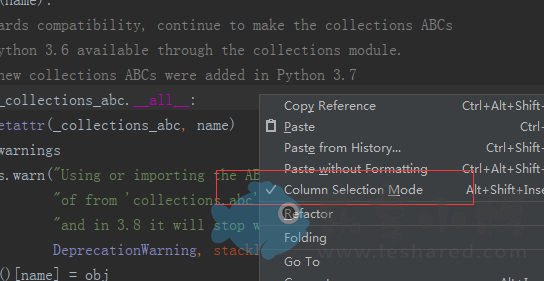 (name):
ards compatibility, continue to make the collections ABCs
ython 3.6 available through the collections module.
new collections ABCs were added in Python 3.7
_collections_abc.__all__:
etattr(_collections_abc, name)
warnings
s.warn("Using or importing the AB
"of from 'collections.abc'
"and in 3.8 it will stop w
DeprecationWarning, stackl
()[name] = obj
Copy Reference Ctrl+Alt+Shift-
Paste Ctrl-
Paste from History... Ctrl+Shift-
Paste without Formatting Ctrl+Alt+Shift-
Column Selection Mode Alt+Shift+Inse
Refactor
Folding
Go To
Alt+Inse
www.leshared.com